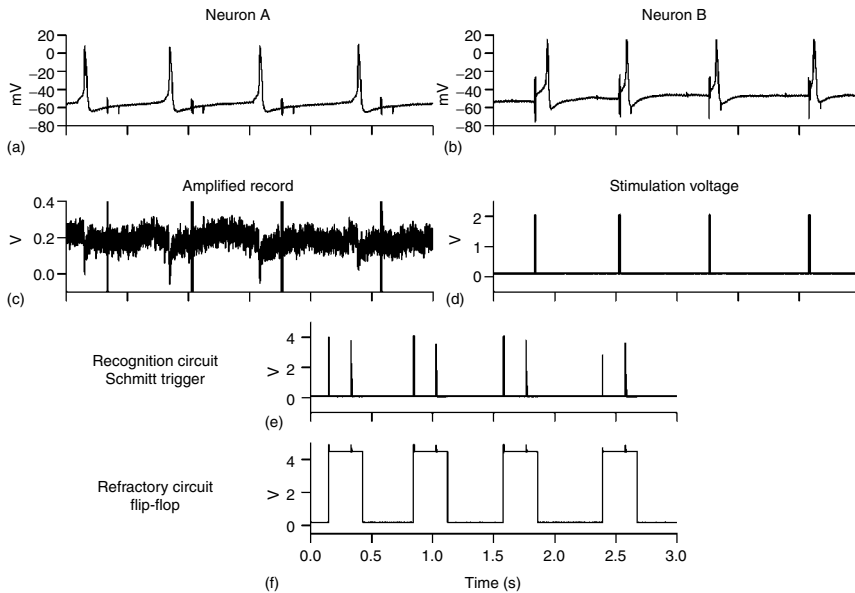 Neuron A
Neuron B
20
0
−20
−40
−60
−80
mV
(a)
20
0
−20
−40
−60
−80
mV
(b)
Amplified record
Stimulation voltage
0.4
0.2
0.0
V
(c)
2
1
0
V
(d)
Recognition circuit
Schmitt trigger
4
2
0
V
(e)
Refractory circuit
flip-flop
4
2
0
V
0.0 0.5 1.0 1.5 2.0 2.5 3.0
(f)
Time (s)